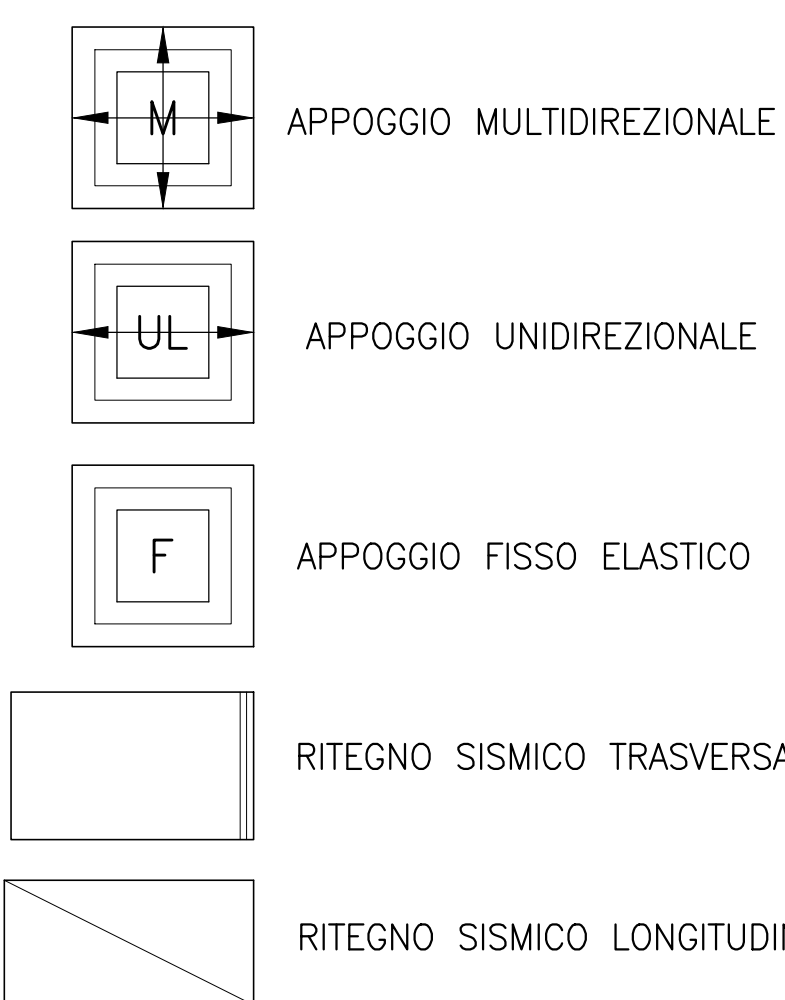 M APPOGGIO MULTIDIREZIONALE
UL APPOGGIO UNIDIREZIONALE
F APPOGGIO FISSO ELASTICO
RITEGNO SISMICO
RITEGNO SISMICO